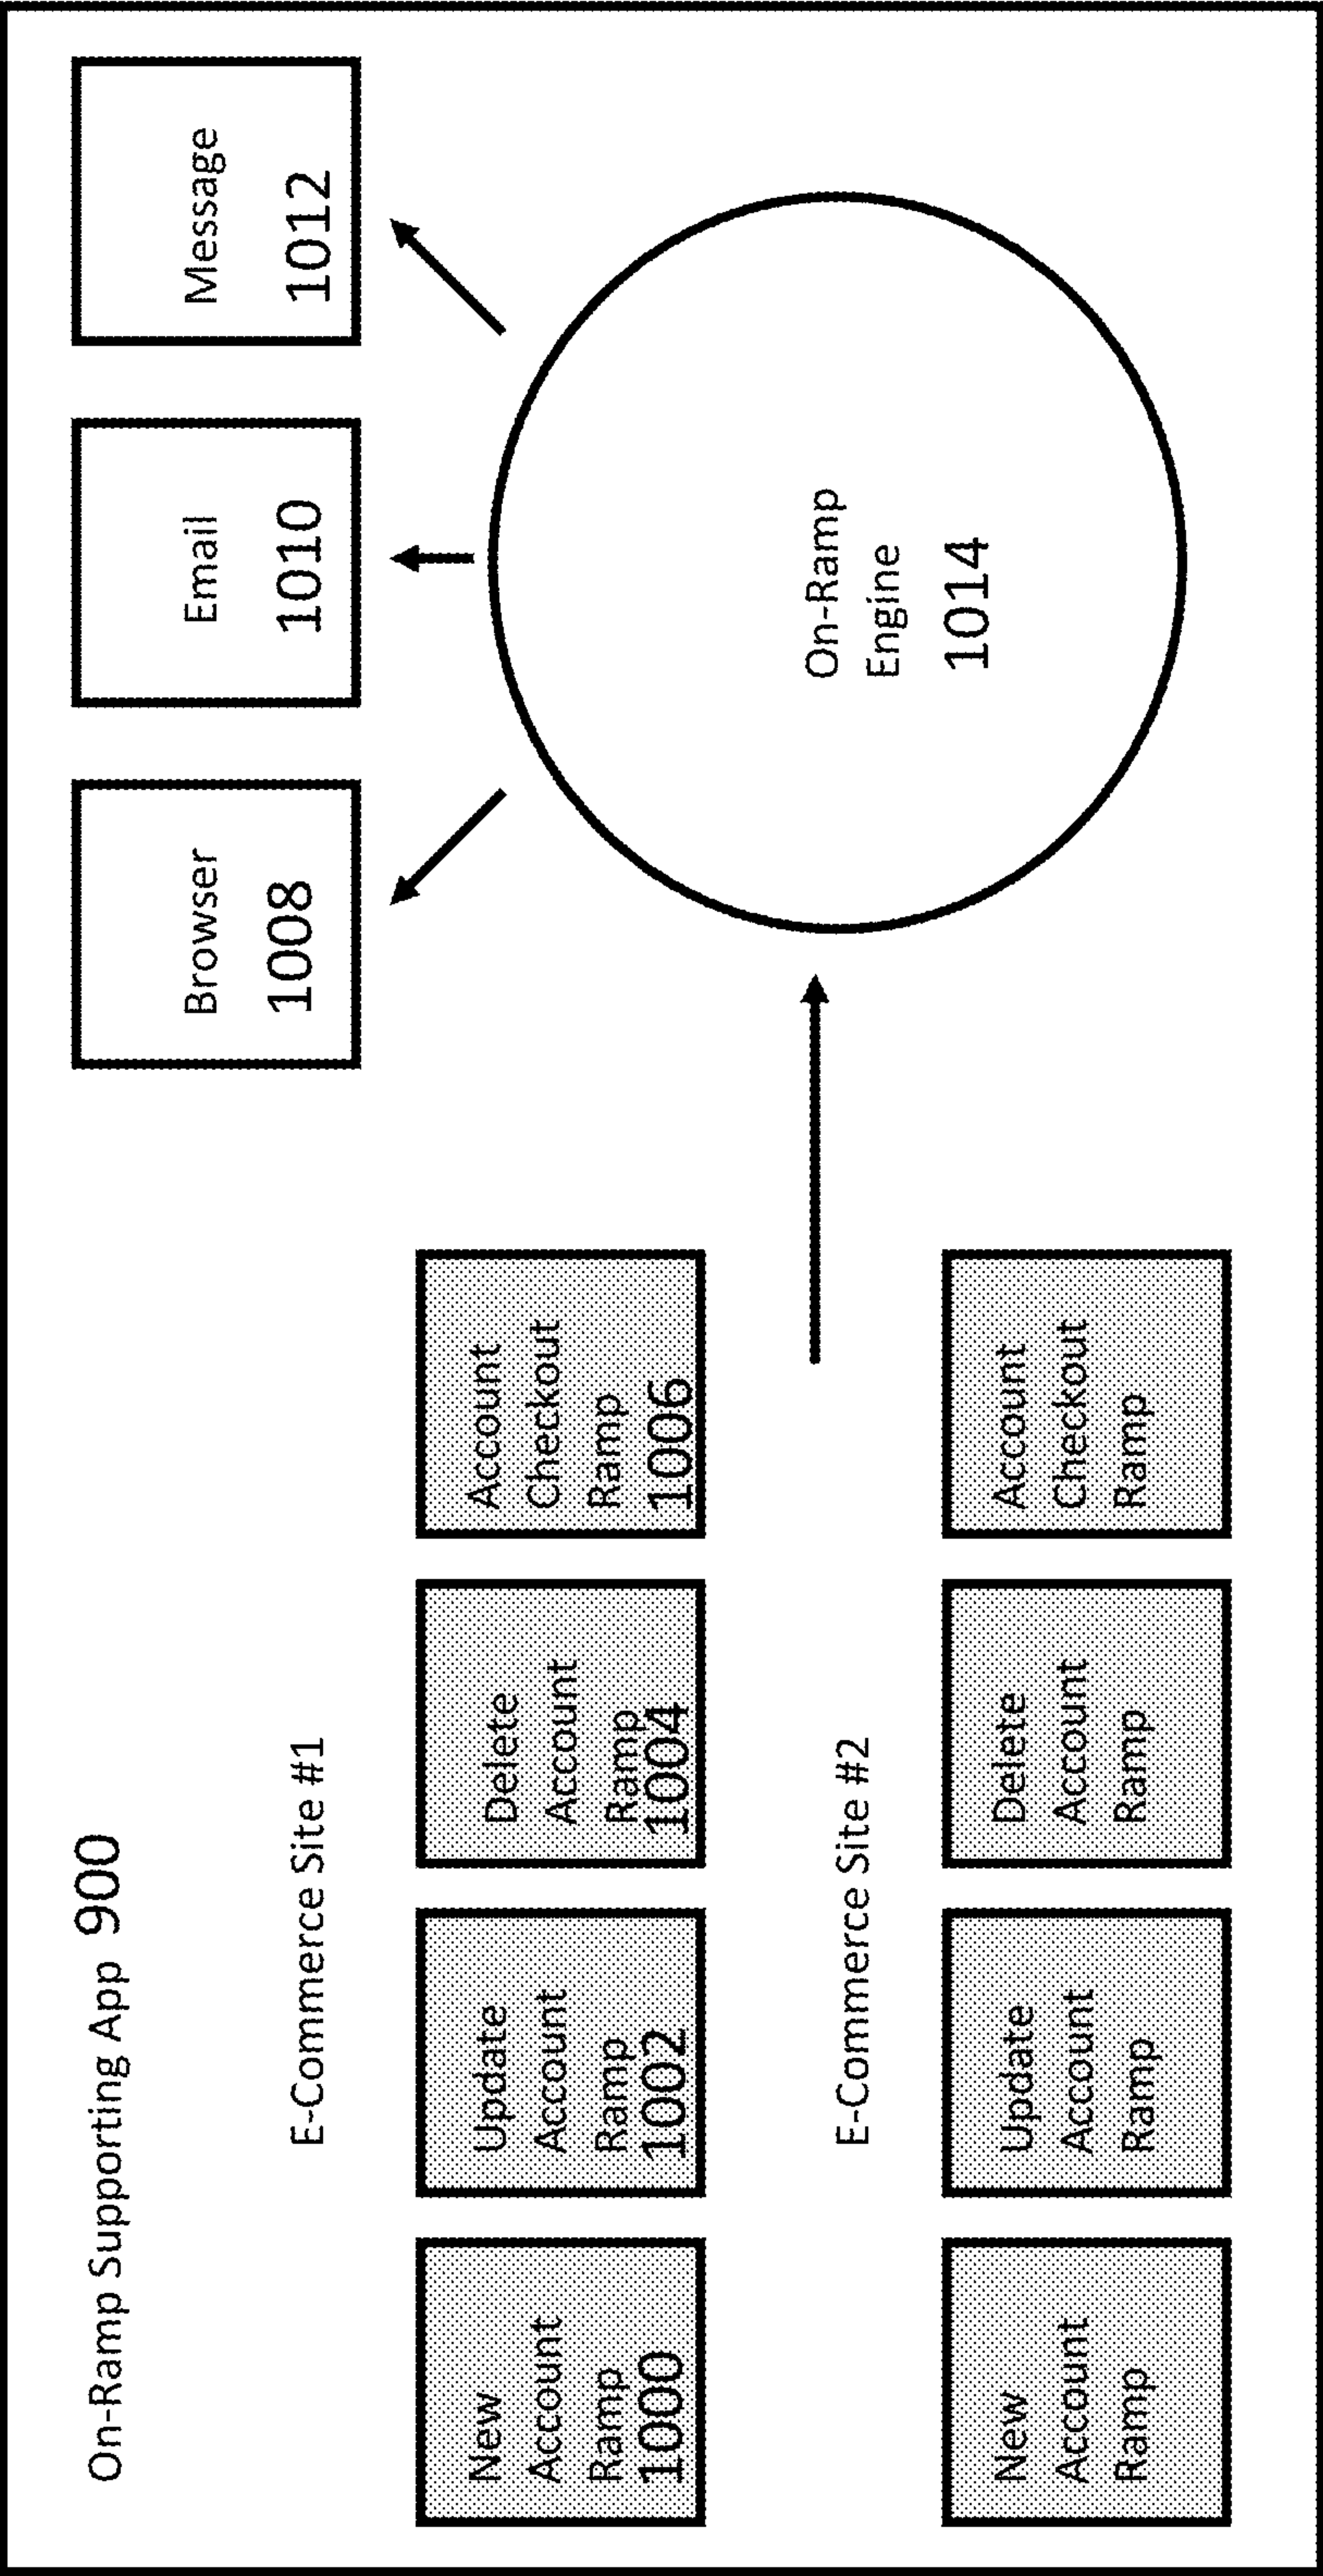 On-Ramp Supporting App 900
E-Commerce Site #1
New
Account
Ramp
1000
Update
Account
Ramp
1002
Delete
Account
Ramp
1004
Account
Checkout
Ramp
1006
E-Commerce Site #2
New
Account
Ramp
Update
Account
Ramp
Delete
Account
Ramp
Account
Checkout
Ramp
Browser
1008
Email
1010
Message
1012
On-Ramp
Engine
1014